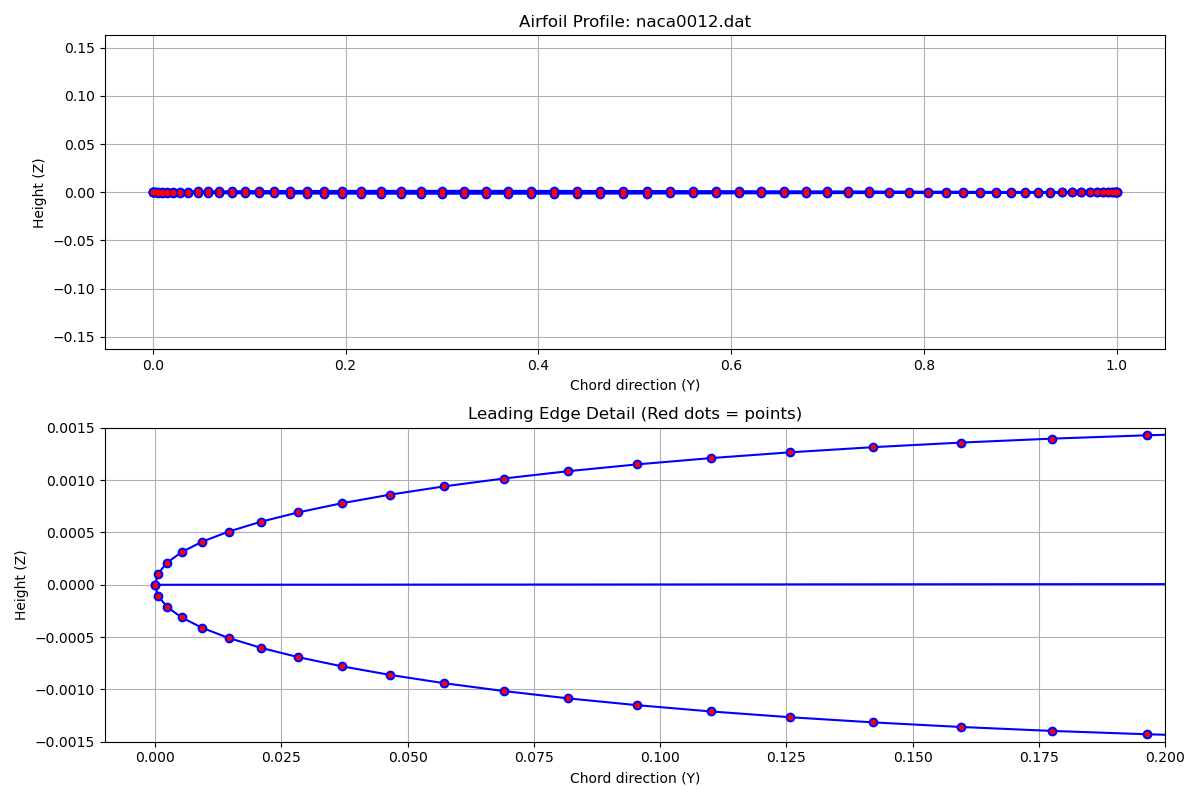 Airfoil Profile: naca0012.dat
0.15
0.10
0.05
0.00
−0.05
−0.10
−0.15
Height (Z)
0.0 0.2 0.4 0.6 0.8 1.0
Chord direction (Y)
Leading Edge Detail (Red dots = points)
0.0015
0.0010
0.0005
0.0000
−0.0005
−0.0010
−0.0015
Height (Z)
0.000 0.025 0.050 0.075 0.100 0.125 0.150 0.175 0.200
Chord direction (Y)